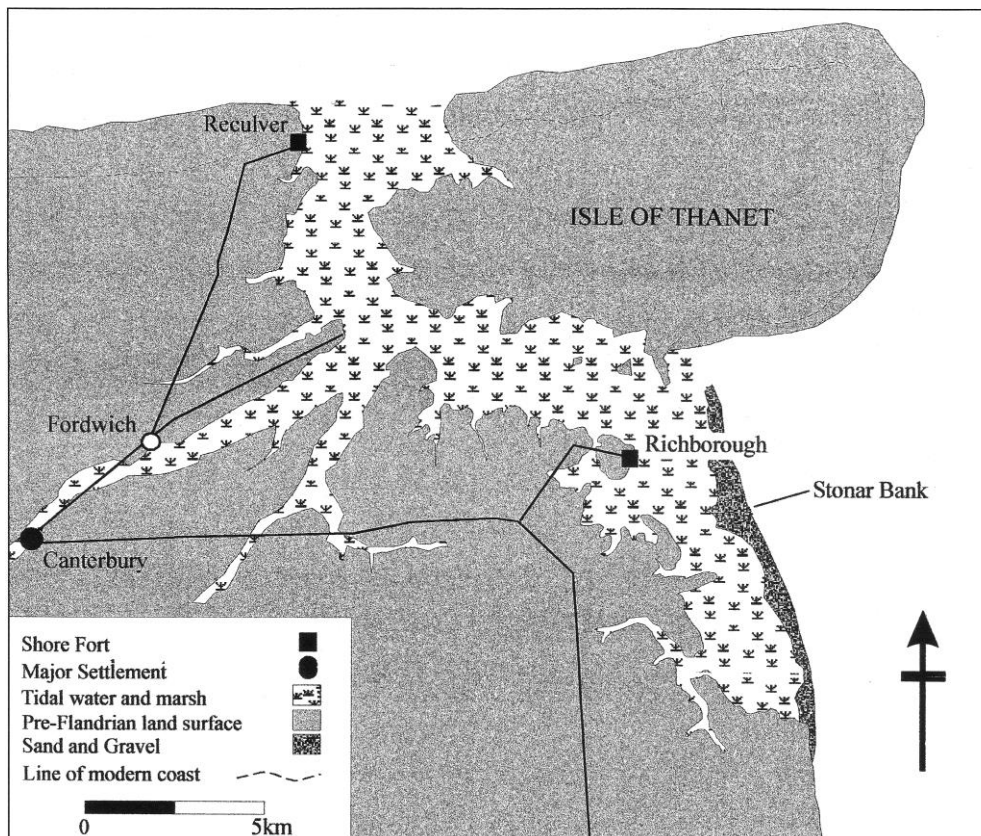 Reculver
ISLE OF THANET
Fordwich
Richborough
Stonar Bank
Canterbury
Shore Fort
Major Settlement
Tidal water and marsh
Pre-Flandrian land surface
Sand and Gravel
Line of modern coast
0 5km